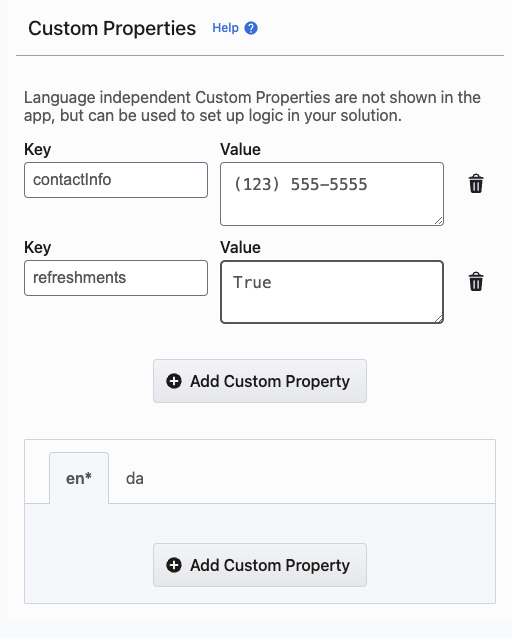 Custom Properties Help ?
Language independent Custom Properties are not shown in the
app, but can be used to set up logic in your solution.
Key Value
contactInfo (123) 555-5555
Key Value
refreshments True
Add Custom Property
en* da
Add Custom Property